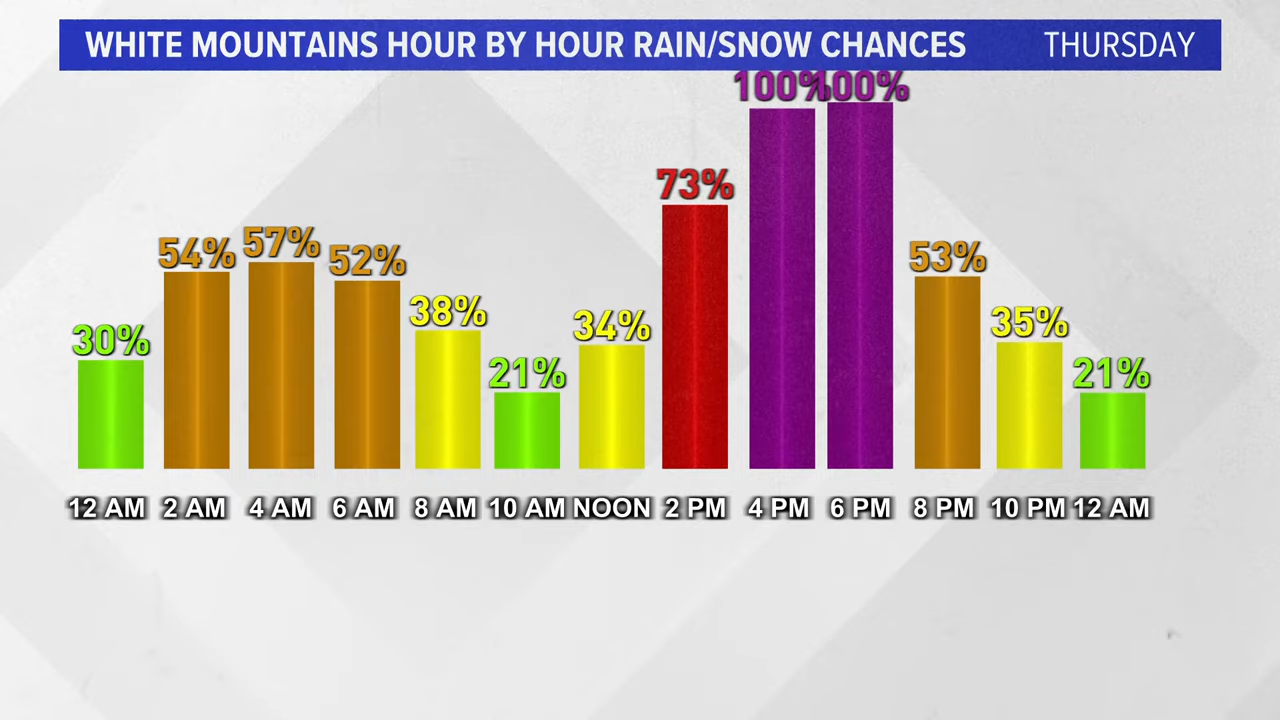 WHITE MOUNTAINS HOUR BY HOUR RAIN/SNOW CHANCES THURSDAY
100% 100%
73%
54% 57% 52% 53%
38% 34% 35%
30% 21% 21%
12 AM 2 AM 4 AM 6 AM 8 AM 10 AM NOON 2 PM 4 PM 6 PM 8 PM 10 PM 12 AM